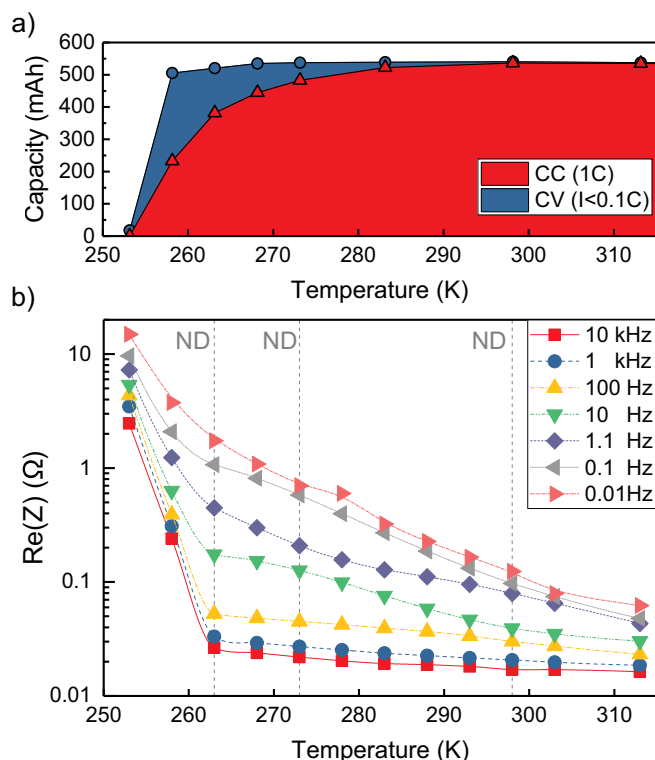 a)
600
500
400
300
200
100
0
Capacity (mAh)
CC (1C)
CV (I<0.1C)
250 260 270 280 290 300 310
Temperature (K)
b)
ND ND ND
10 kHz
1 kHz
100 Hz
10 Hz
1.1 Hz
0.1 Hz
0.01Hz
10
1
0.1
0.01
Re(Z) (Ω)
250 260 270 280 290 300 310
Temperature (K)